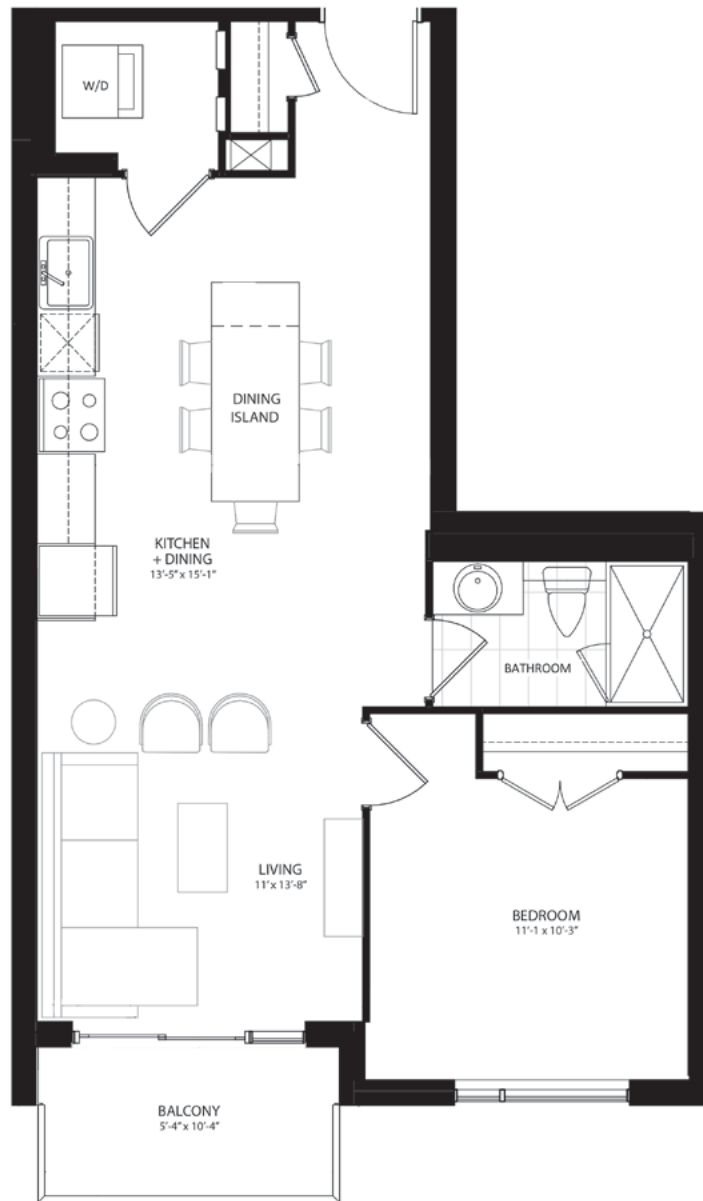 W/D
DINING
ISLAND
KITCHEN
+ DINING
13'-5" x 15'-1"
BATHROOM
LIVING
11' x 13'-8"
BEDROOM
11'-1 x 10'-3"
BALCONY
5'-4" x 10'-4"